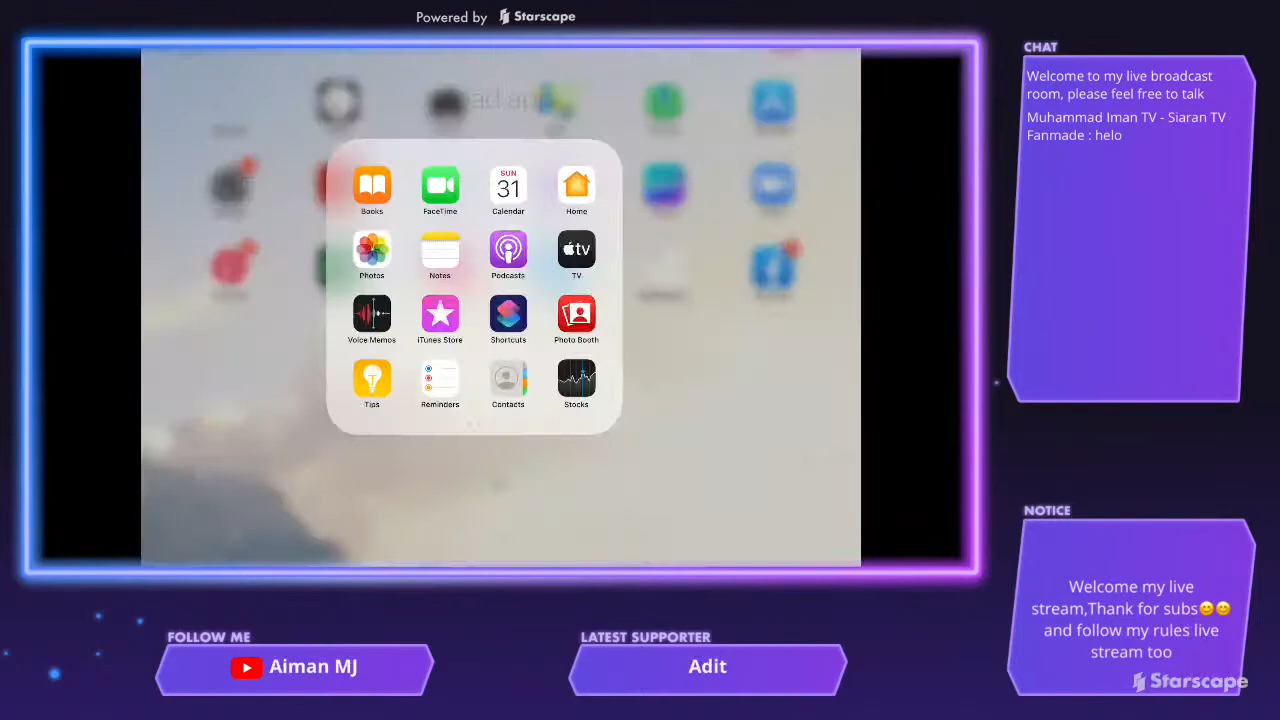 Powered by Starscape
CHAT
Welcome to my live broadcast
room, please feel free to talk
Muhammad Iman TV - Siaran TV
Fanmade : helo
ad ap
SUN
31
Books FaceTime Calendar Home
tv
Photos Notes Podcasts TV
Voice Memos iTunes Store Shortcuts Photo Booth
Tips Reminders Contacts Stocks
NOTICE
Welcome my live
stream,Thank for subs😊😊
and follow my rules live
stream too
Starscape
FOLLOW ME
Aiman MJ
LATEST SUPPORTER
Adit